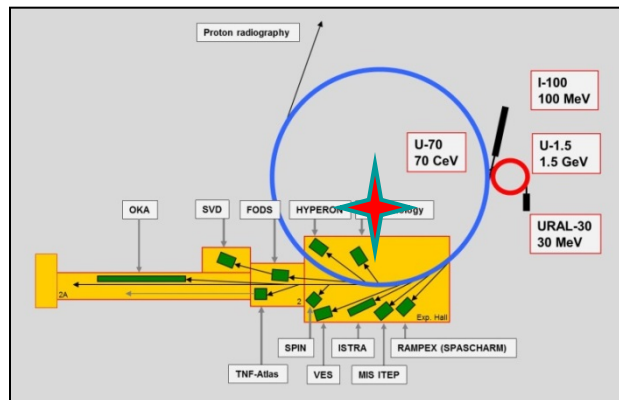 Proton radiography
I-100
100 MeV
U-70
70 CeV
U-1.5
1.5 GeV
URAL-30
30 MeV
OKA
SVD
FODS
HYPERON
2A
2
Exp. Hall
SPIN
ISTRA
RAMPEX (SPASCHARM)
TNF-Atlas
VES
MIS ITEP